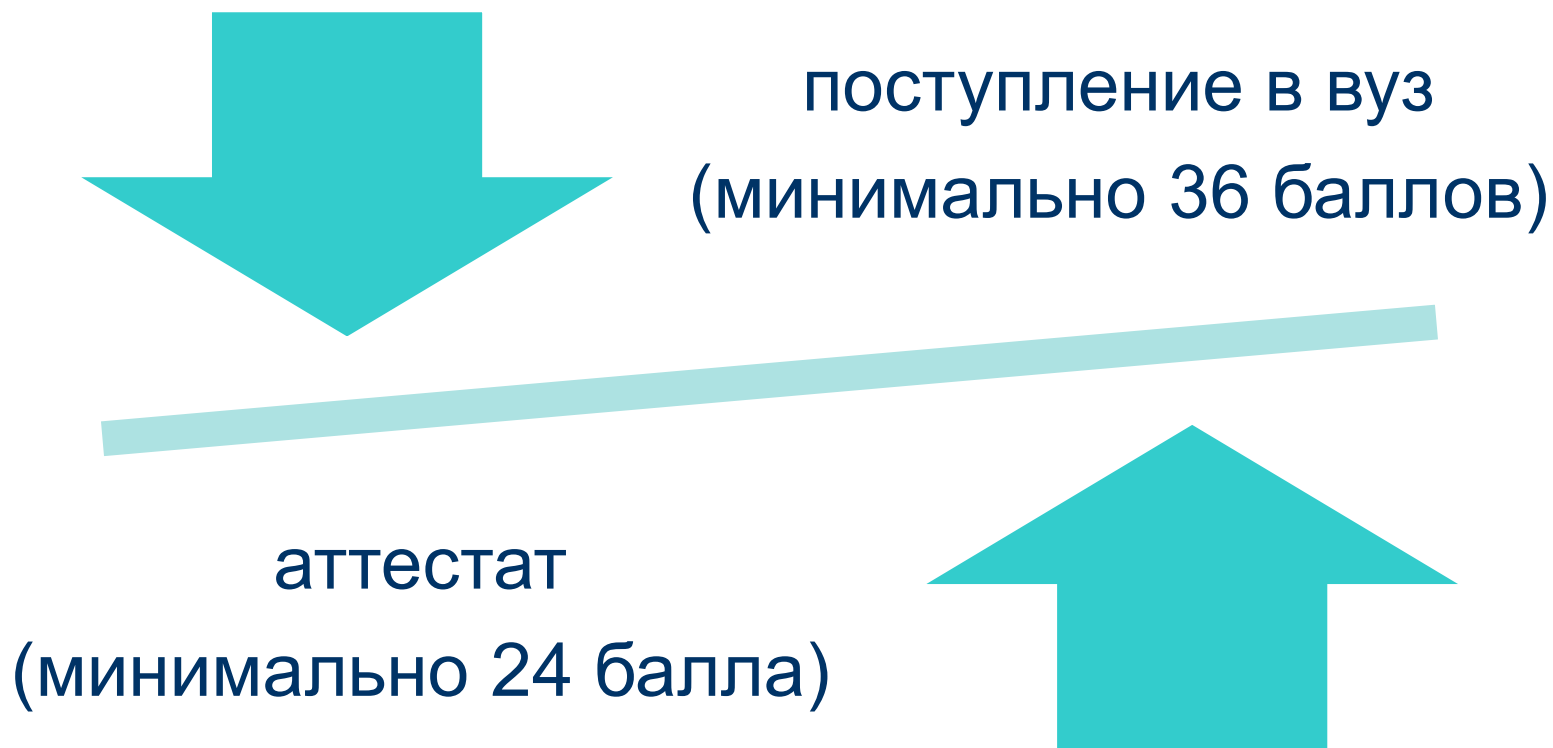 поступление в вуз
(минимально 36 баллов)
аттестат
(минимально 24 балла)